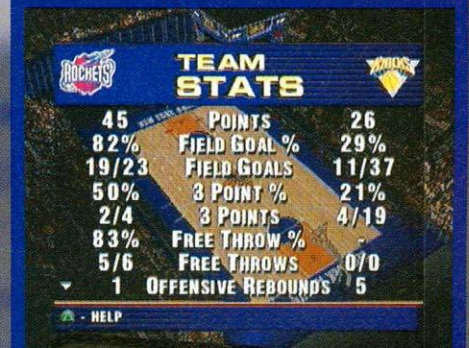 ROCKETS TEAM STATS KNICKS
45 POINTS 26
82% FIELD GOAL % 29%
19/23 FIELD GOALS 11/37
50% 3 POINT % 21%
2/4 3 POINTS 4/19
83% FREE THROW % -
5/6 FREE THROWS 0/0
1 OFFENSIVE REBOUNDS 5
- HELP